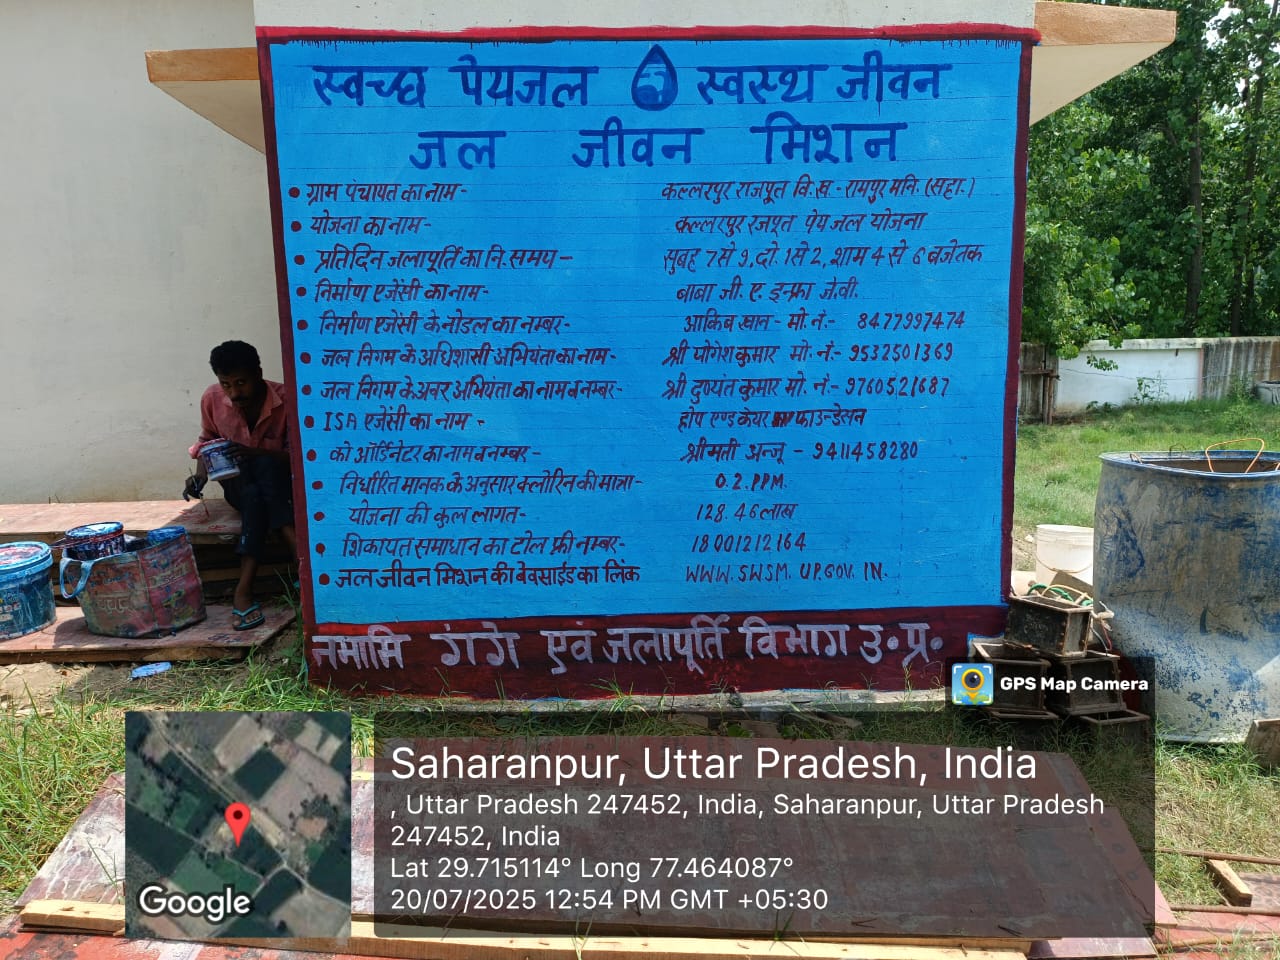 स्वच्छ पेयजल स्वस्थ जीवन
जल जीवन मिशन
• ग्राम पंचायत का नाम- कल्लरपुर राजपूत वि.ख.- रामपुर मनि. (सहा.)
• योजना का नाम- कल्लरपुर रजपूत पेयजल योजना
• प्रतिदिन जलापूर्ति का नि. समय- सुबह 7 से 9, दो. 1 से 2, शाम 4 से 6 बजे तक
• निर्माण एजेंसी का नाम- बाबा जी. ए. इन्फ्रा जे.वी.
• निर्माण एजेंसी के नोडल का नम्बर- आकिब खान - मो. नं.- 8477997474
• जल निगम के अधिशासी अभियंता का नाम- श्री योगेश कुमार मो. नं.- 9532501369
• जल निगम के अवर अभियंता का नाम व नम्बर- श्री दुष्यंत कुमार मो. नं.- 9760521687
• ISA एजेंसी का नाम - होप एण्ड केयर फाउन्डेसन
• को ऑर्डिनेटर का नाम व नम्बर- श्रीमती अन्जू - 9411458280
• निर्धारित मानक के अनुसार क्लोरिन की मात्रा- 0.2. PPM.
• योजना की कुल लागत- 128.46 लाख
• शिकायत समाधान का टोल फ्री नम्बर- 18001212164
• जल जीवन मिशन की वेवसाईड का लिंक WWW.SWSM.UP.GOV.IN.
नमामि गंगे एवं जलापूर्ति विभाग उ.प्र.
GPS Map Camera
Saharanpur, Uttar Pradesh, India
, Uttar Pradesh 247452, India, Saharanpur, Uttar Pradesh
247452, India
Lat 29.715114° Long 77.464087°
20/07/2025 12:54 PM GMT +05:30
Google